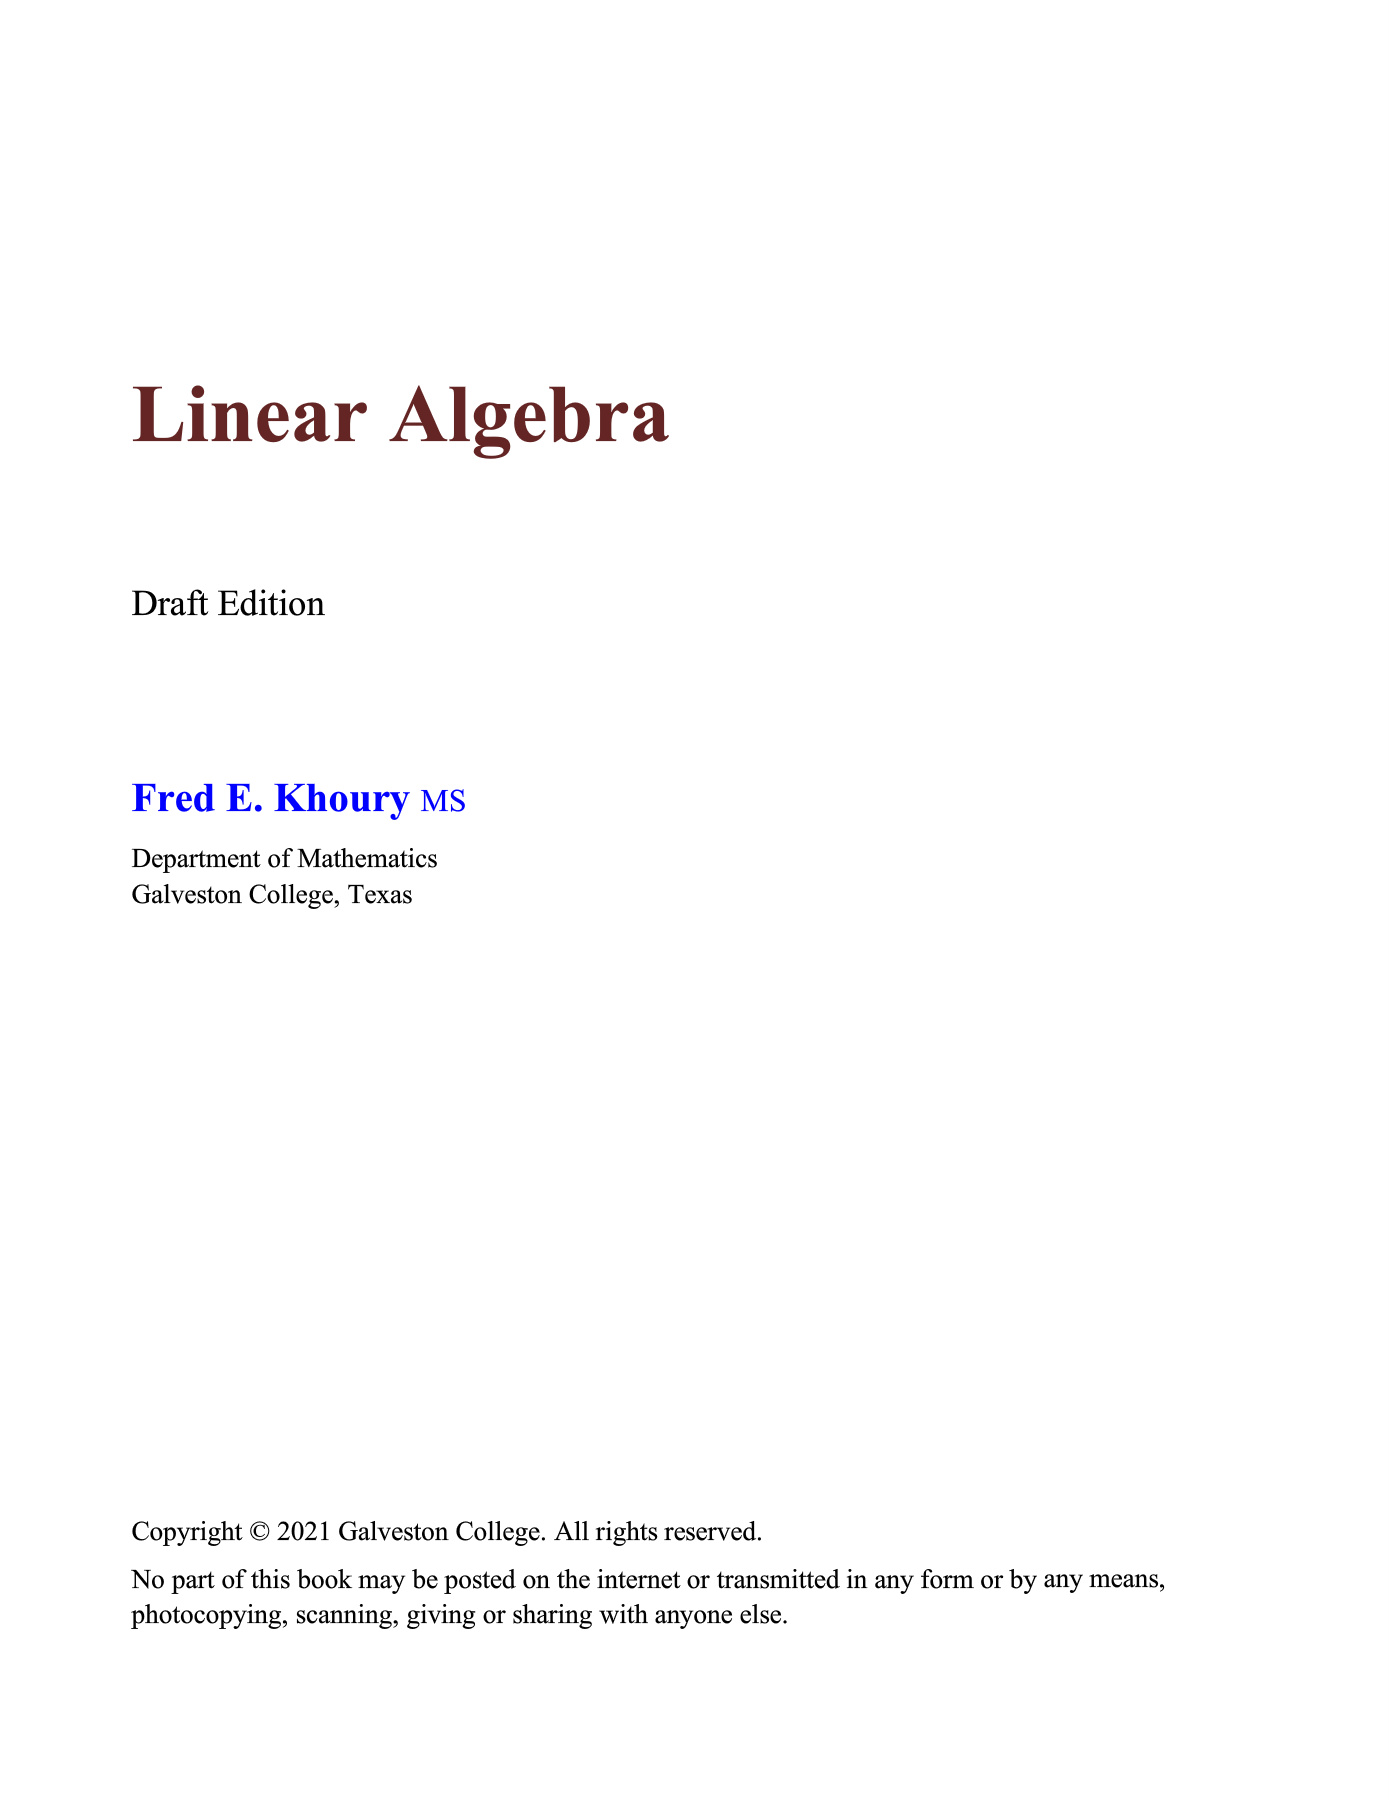 Linear Algebra
Draft Edition
Fred E. Khoury MS
Department of Mathematics
Galveston College, Texas
Copyright © 2021 Galveston College. All rights reserved.
No part of this book may be posted on the internet or transmitted in any form or by any means,
photocopying, scanning, giving or sharing with anyone else.